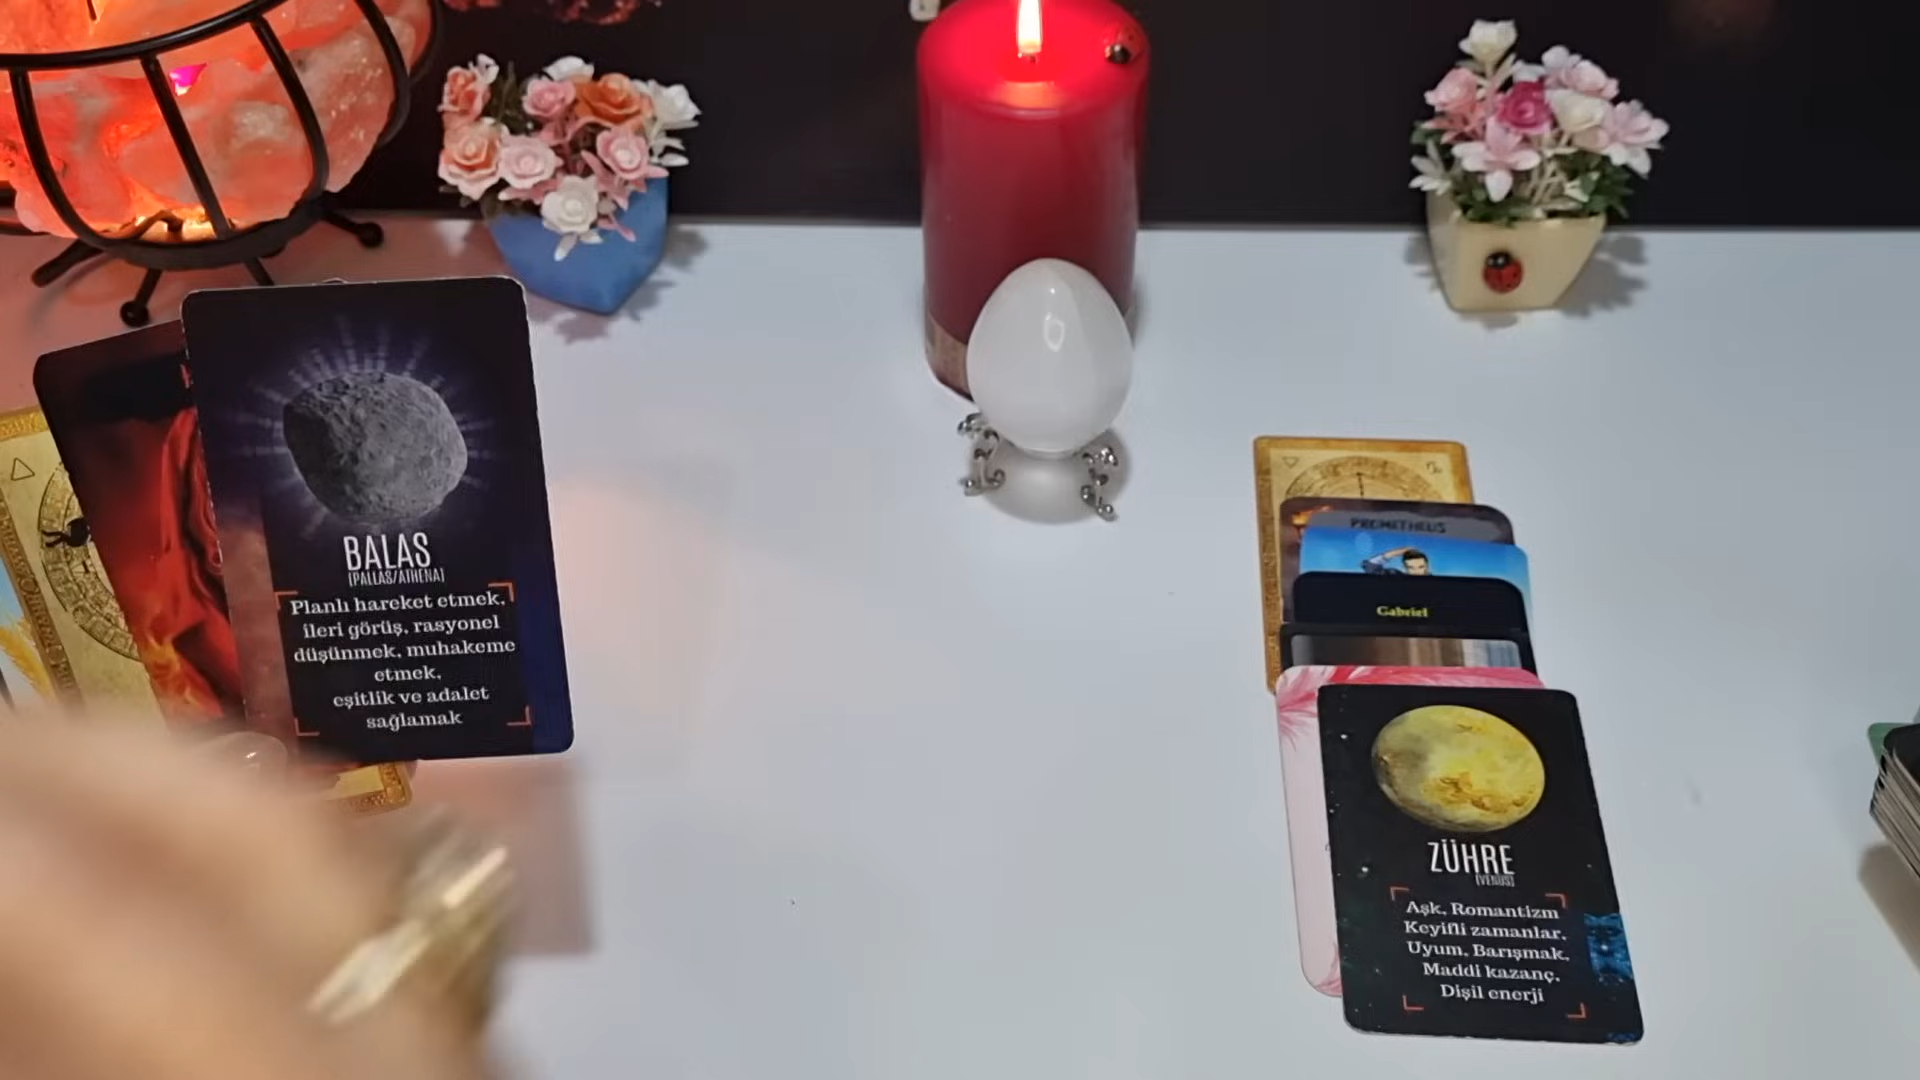 BALAS
[PALLAS/ATHENA]
Planlı hareket etmek,
ileri görüş, rasyonel
düşünmek, muhakeme
etmek,
eşitlik ve adalet
sağlamak
PROMETHEUS
Gabriel
ZÜHRE
[VENÜS]
Aşk, Romantizm
Keyifli zamanlar,
Uyum, Barışmak,
Maddi kazanç,
Dişil enerji